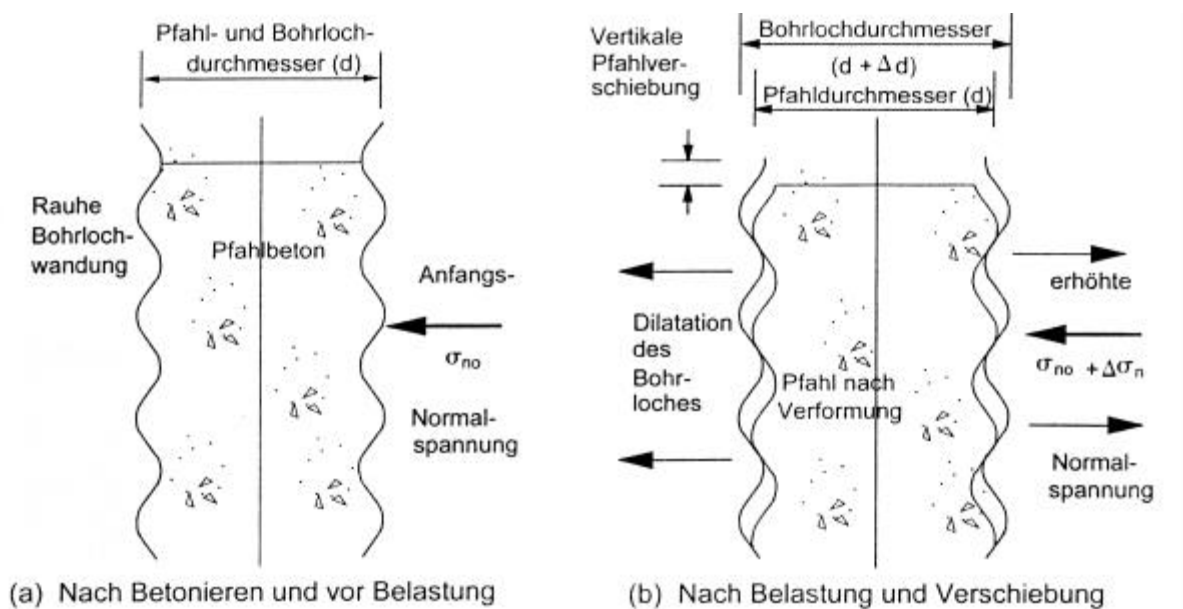 Pfahl- und Bohrloch-
durchmesser (d)
Rauhe
Bohrloch-
wandung
Pfahlbeton
Anfangs-
σno
Normal-
spannung
(a) Nach Betonieren und vor Belastung
Vertikale
Pfahlver-
schiebung
Bohrlochdurchmesser
(d + Δd)
Pfahldurchmesser (d)
Dilatation
des
Bohr-
loches
Pfahl nach
Verformung
erhöhte
σno + Δσn
Normal-
spannung
(b) Nach Belastung und Verschiebung